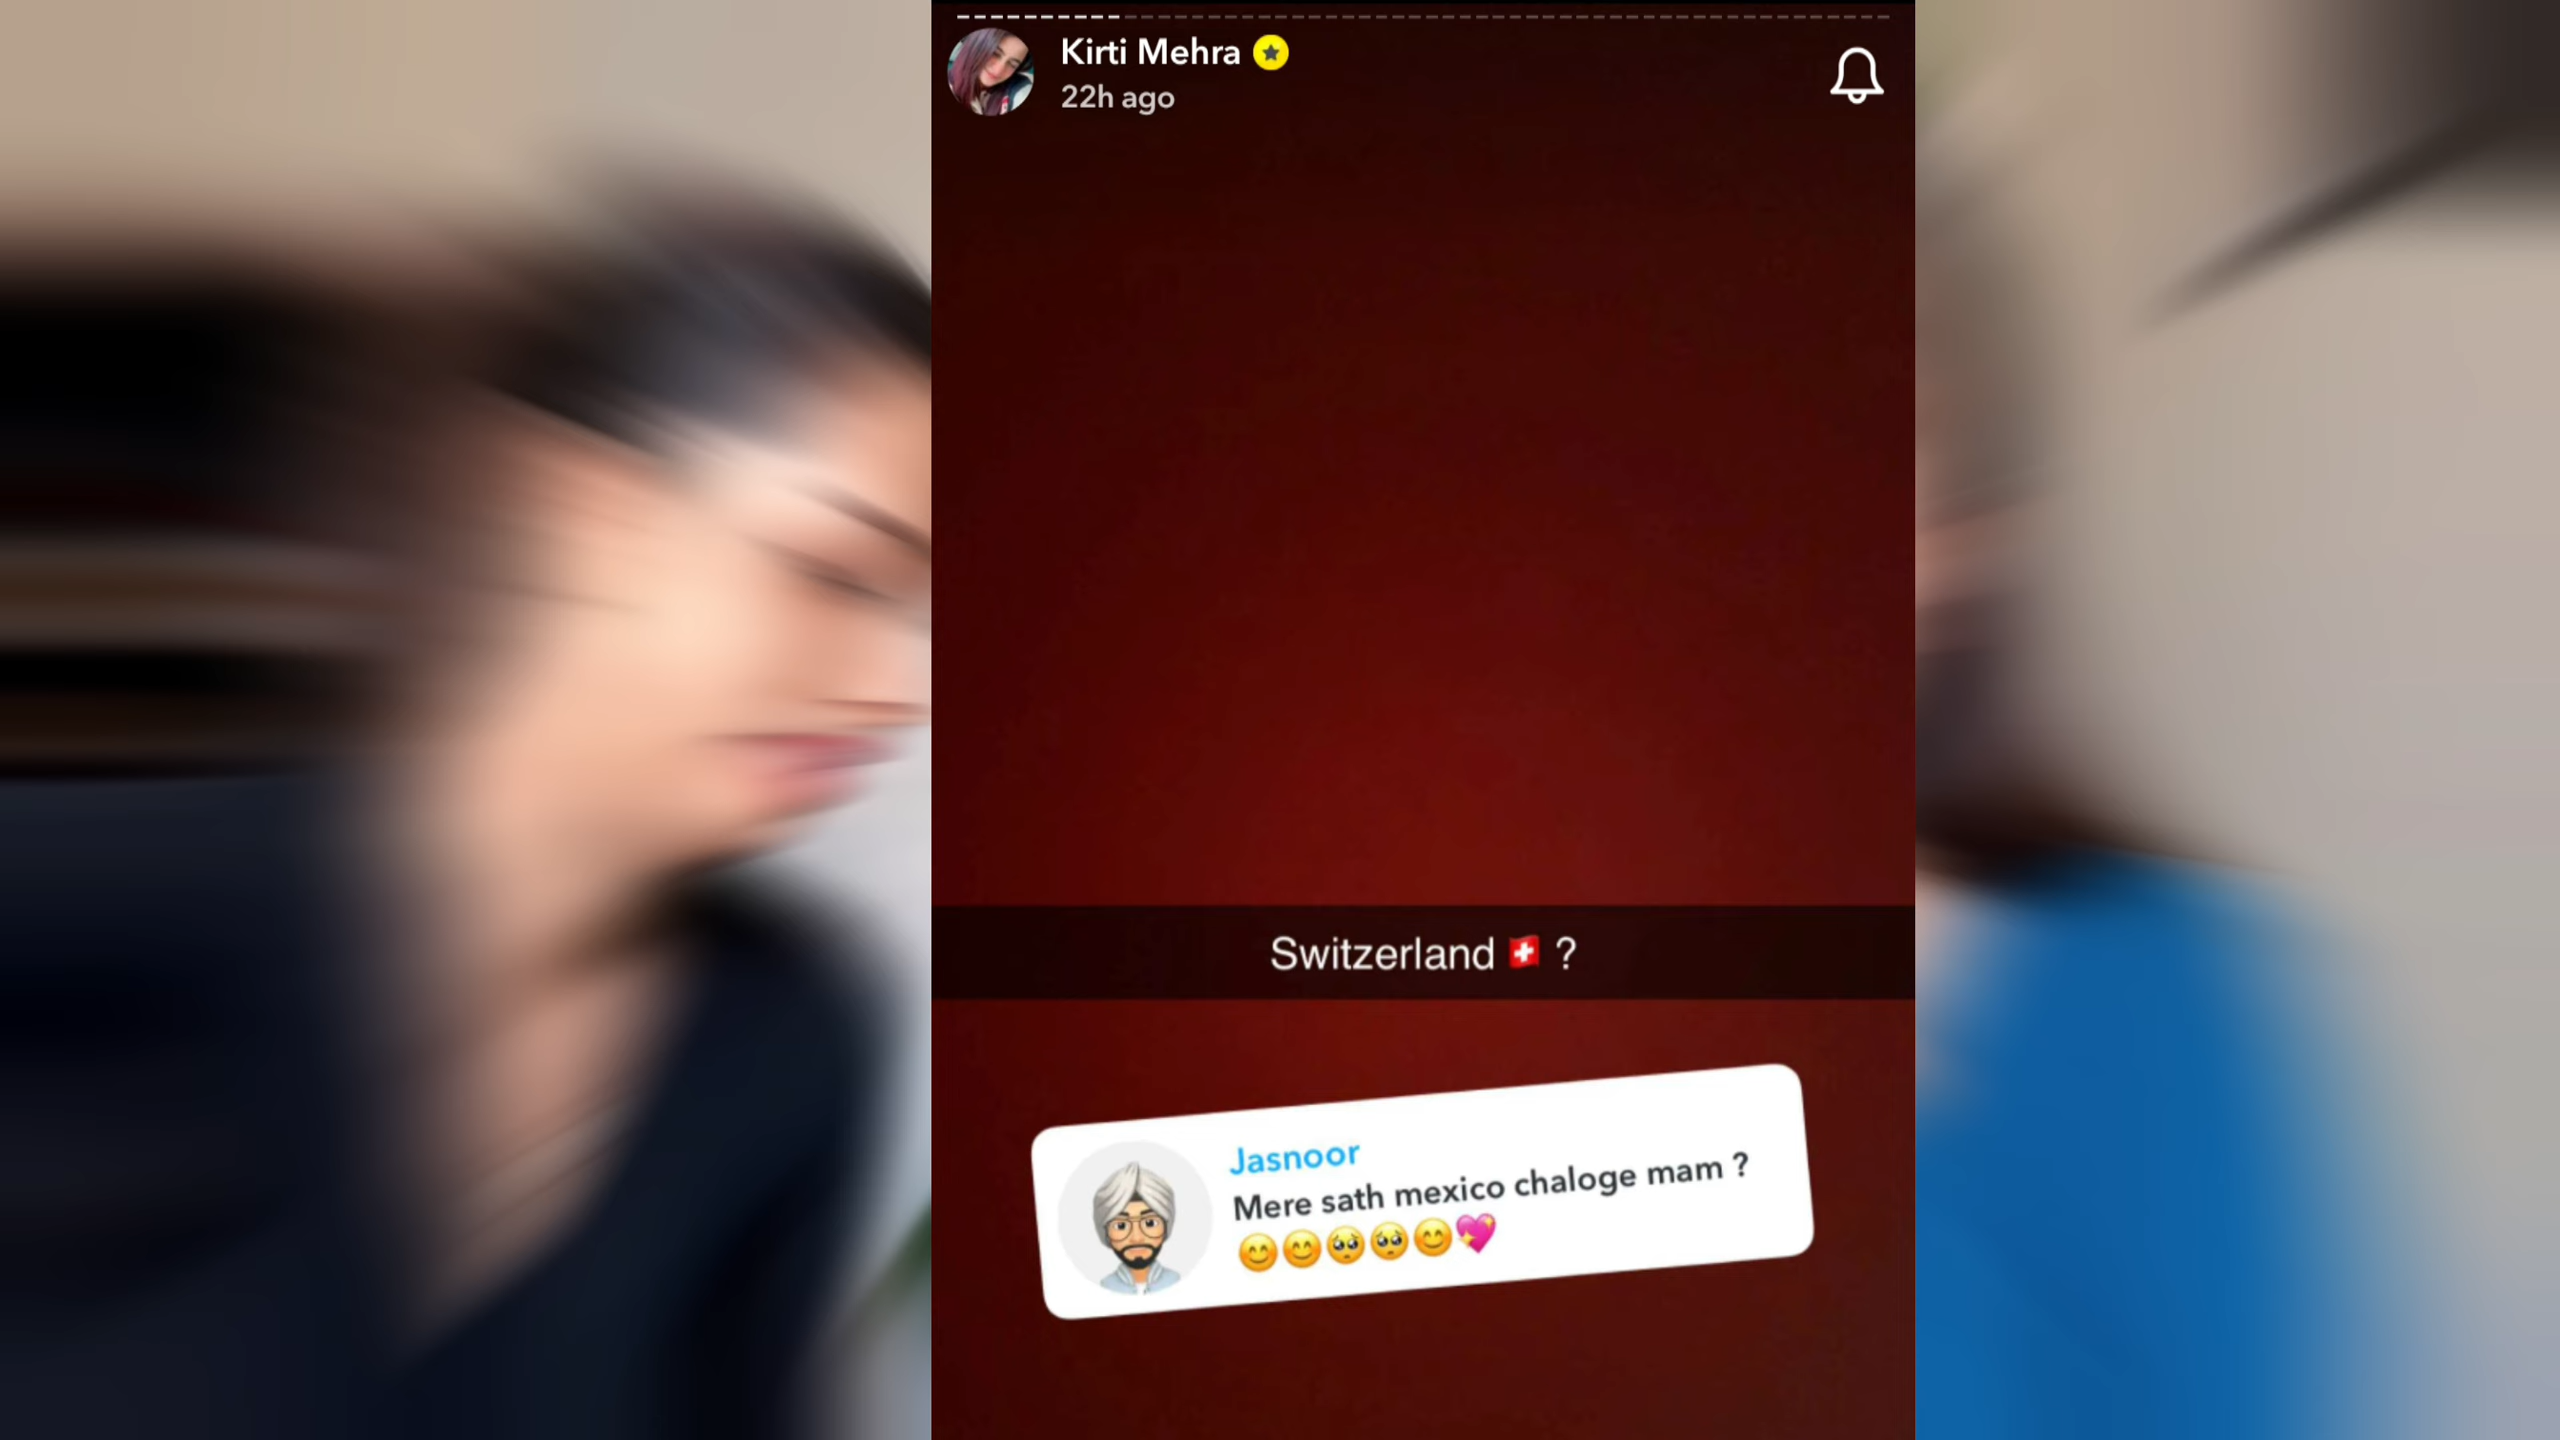 Kirti Mehra
22h ago
Switzerland 🇨🇭 ?
Jasnoor
Mere sath mexico chaloge mam ?
😊😊🥺🥺😊💖